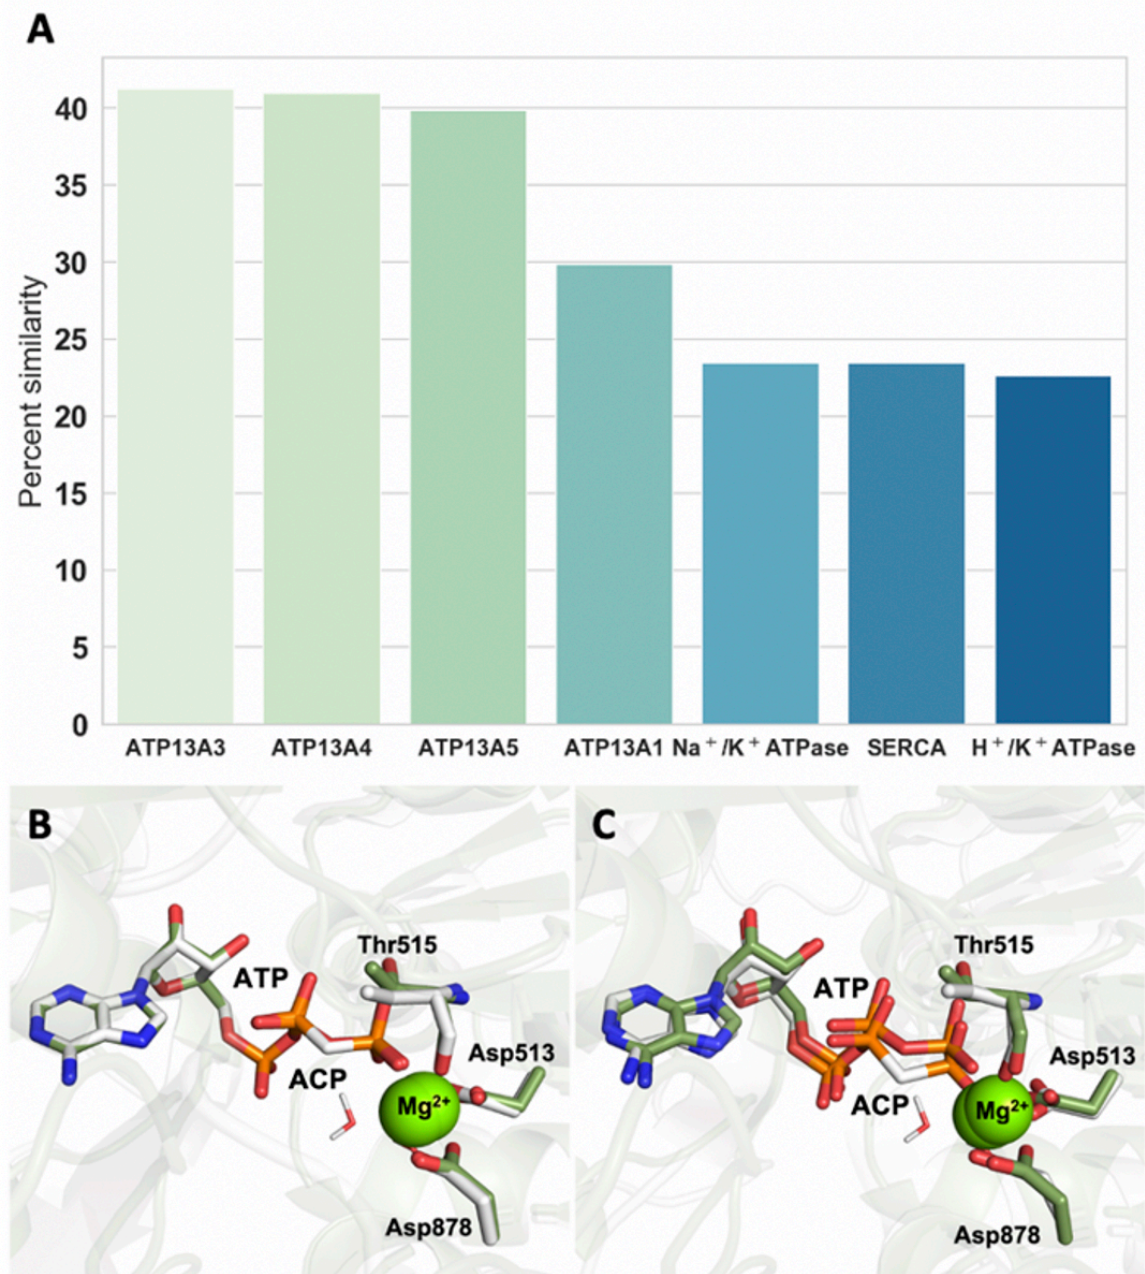 A
Percent similarity
40
35
30
25
20
15
10
5
0
ATP13A3 ATP13A4 ATP13A5 ATP13A1 Na⁺/K⁺ATPase SERCA H⁺/K⁺ATPase
B
Thr515
ATP
Asp513
ACP
Mg²⁺
Asp878
C
Thr515
ATP
Asp513
ACP
Mg²⁺
Asp878